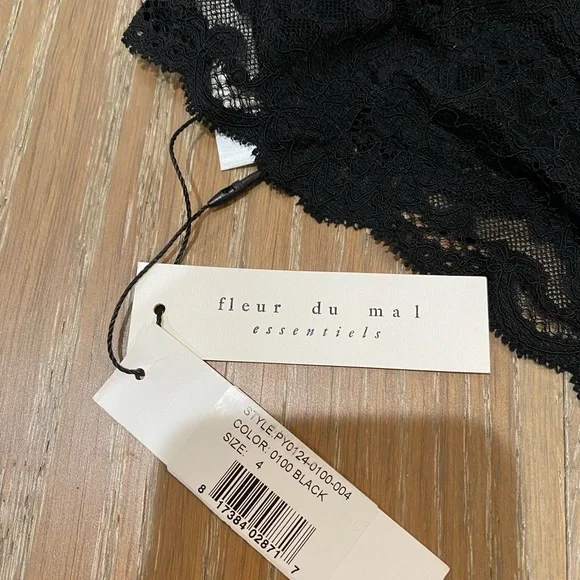 fleur du mal
essentiels
STYLE:PY0124-0100-004
COLOR: 0100 BLACK
SIZE: 4
8 17384 02871 7